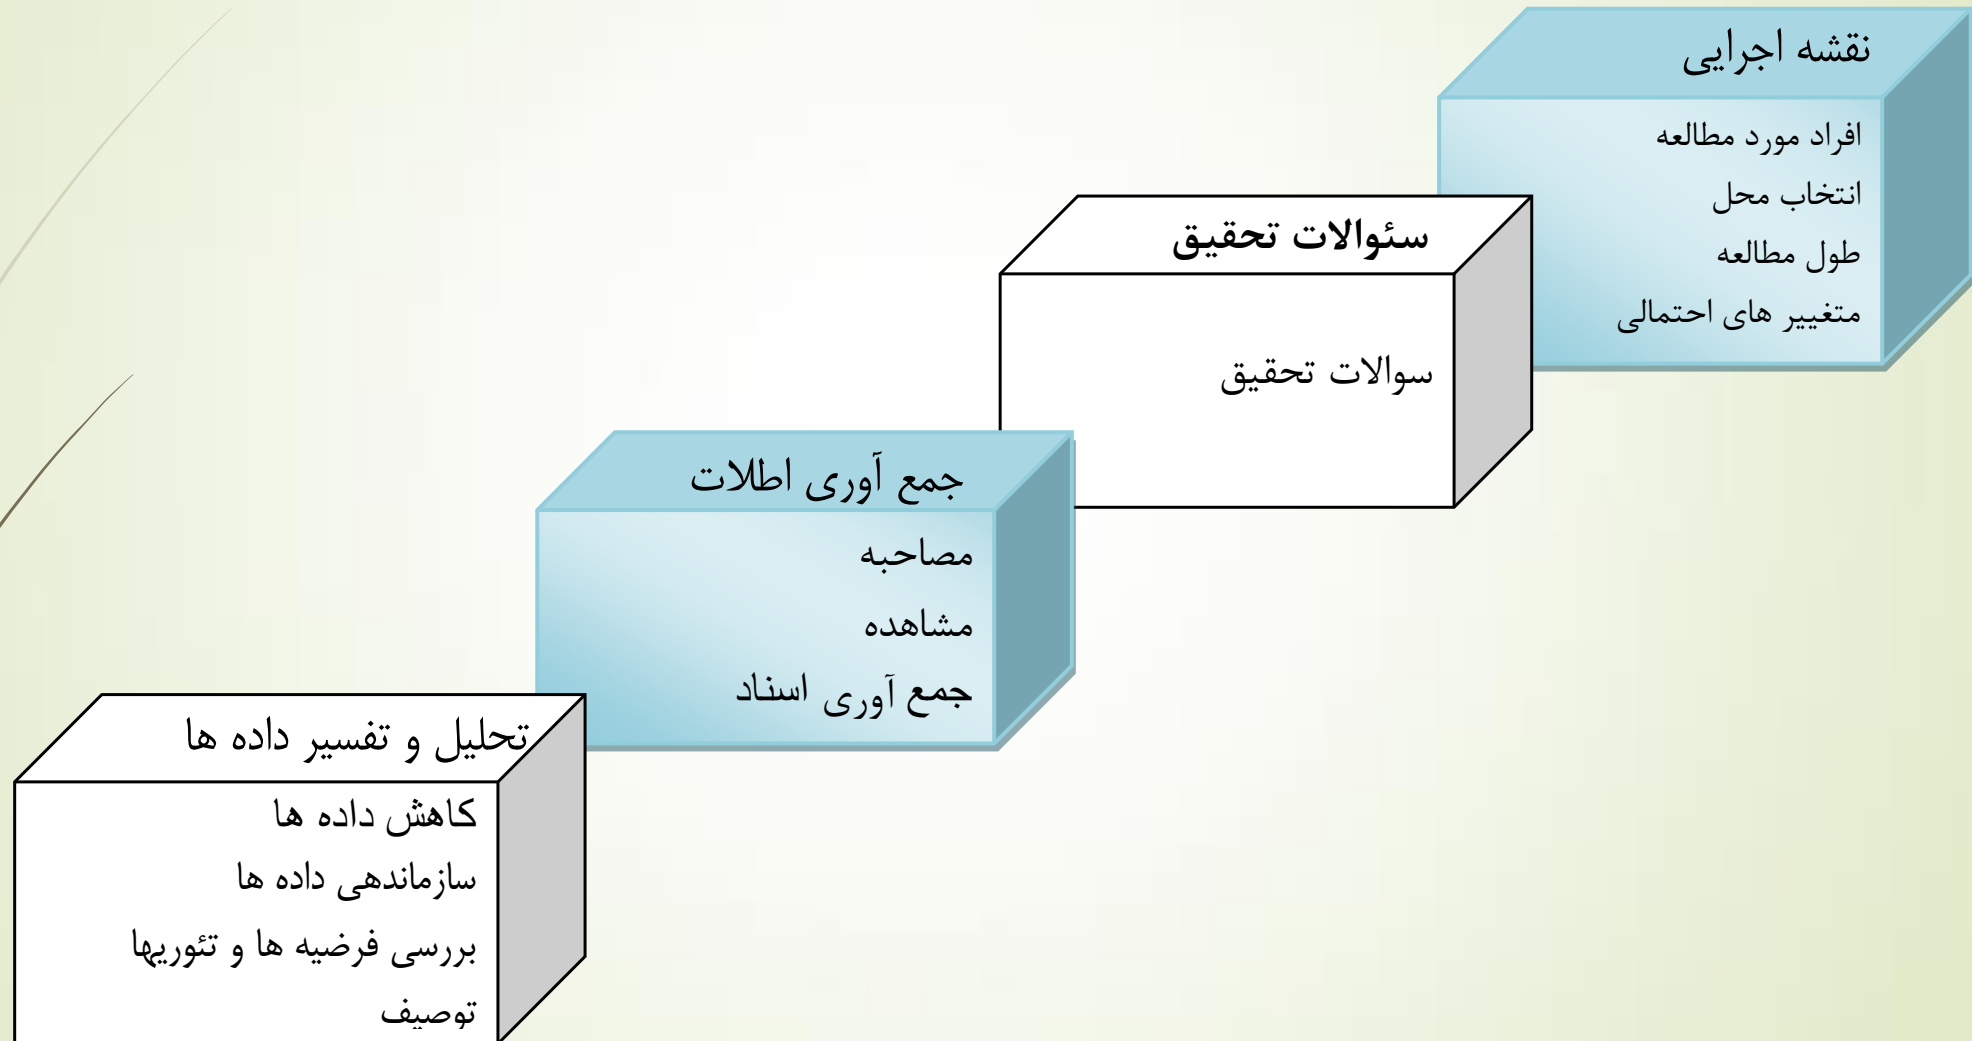 نقشه اجرایی
افراد مورد مطالعه
انتخاب محل
طول مطالعه
متغییر های احتمالی
سئوالات تحقیق
سوالات تحقیق
جمع آوری اطلات
مصاحبه
مشاهده
جمع آوری اسناد
تحلیل و تفسیر داده ها
کاهش داده ها
سازماندهی داده ها
بررسی فرضیه ها و تئوریها
توصیف